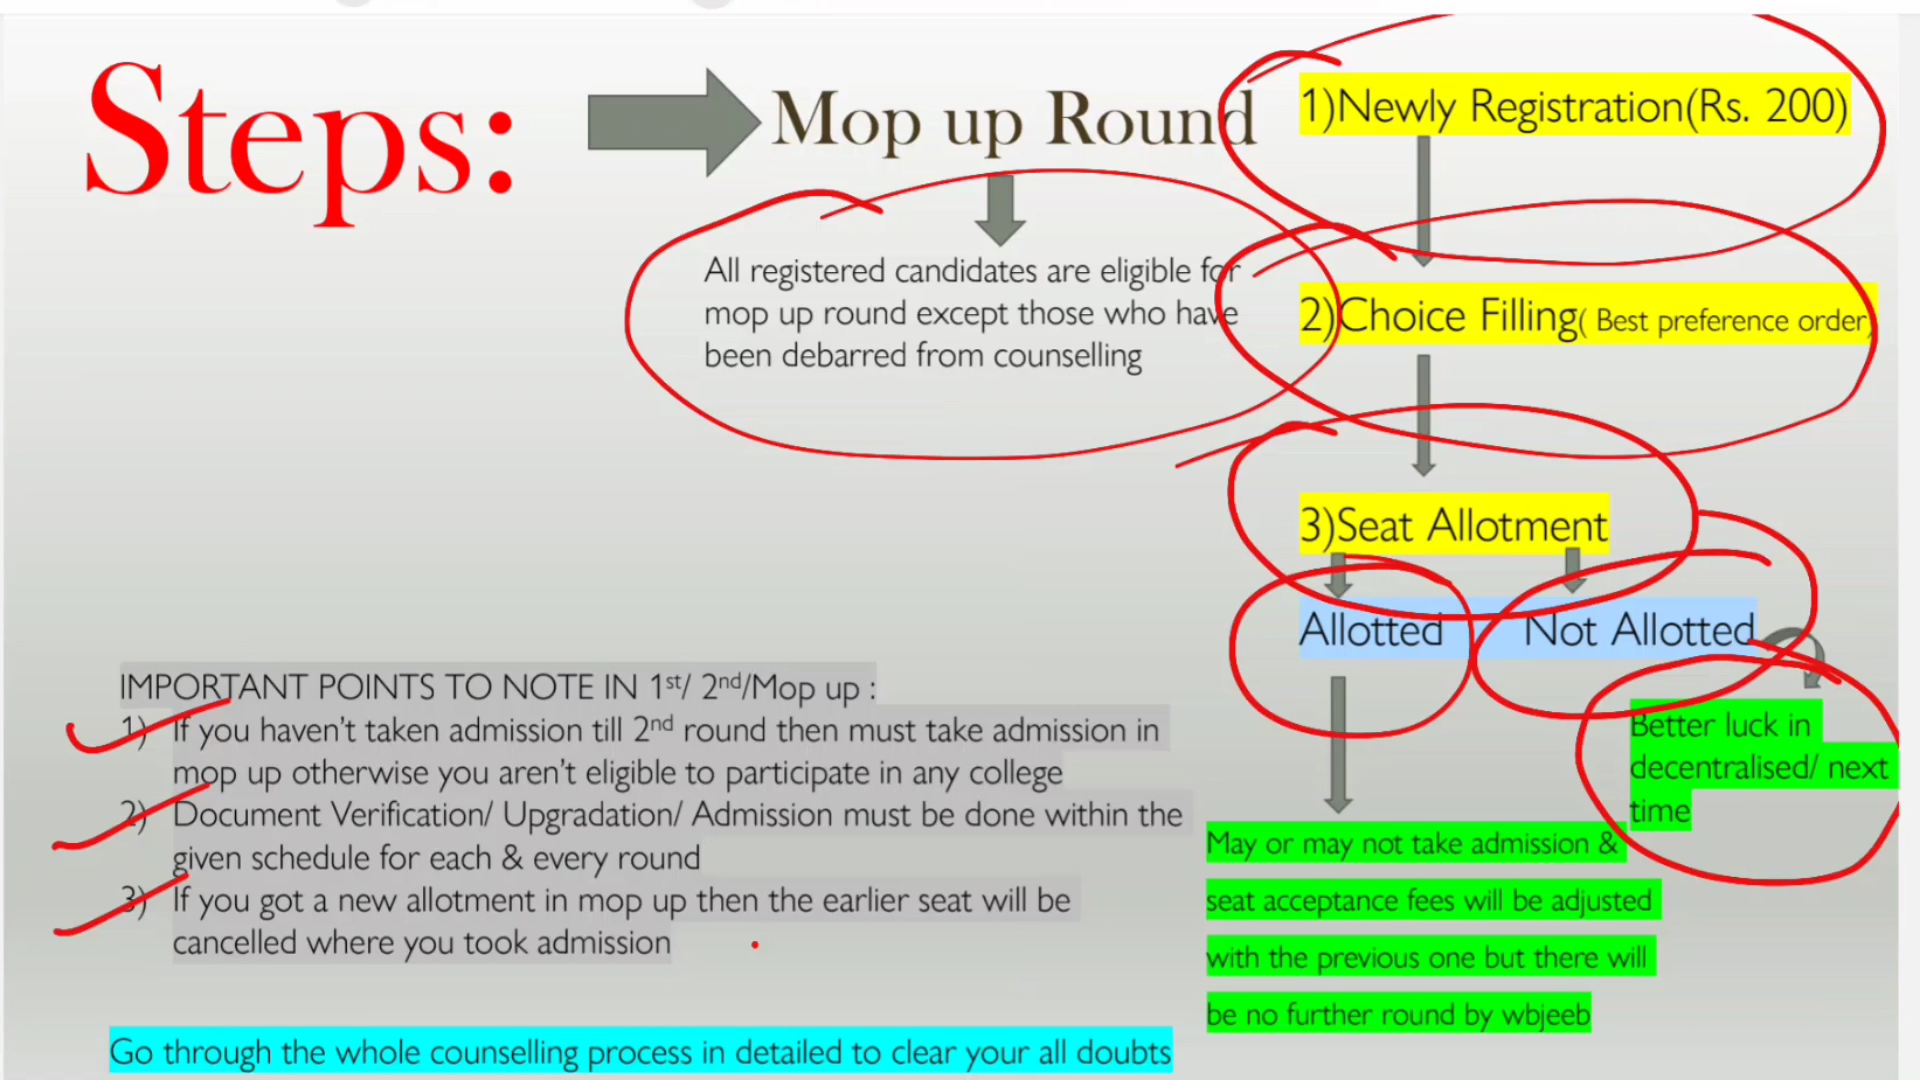 Steps:
Mop up Round
All registered candidates are eligible for
mop up round except those who have
been debarred from counselling
1)Newly Registration(Rs. 200)
2)Choice Filling( Best preference order)
3)Seat Allotment
Allotted
Not Allotted
Better luck in
decentralised/ next
time
May or may not take admission &
seat acceptance fees will be adjusted
with the previous one but there will
be no further round by wbjeeb
IMPORTANT POINTS TO NOTE IN 1st/ 2nd/Mop up :
1) If you haven't taken admission till 2nd round then must take admission in
mop up otherwise you aren't eligible to participate in any college
2) Document Verification/ Upgradation/ Admission must be done within the
given schedule for each & every round
3) If you got a new allotment in mop up then the earlier seat will be
cancelled where you took admission
Go through the whole counselling process in detailed to clear your all doubts